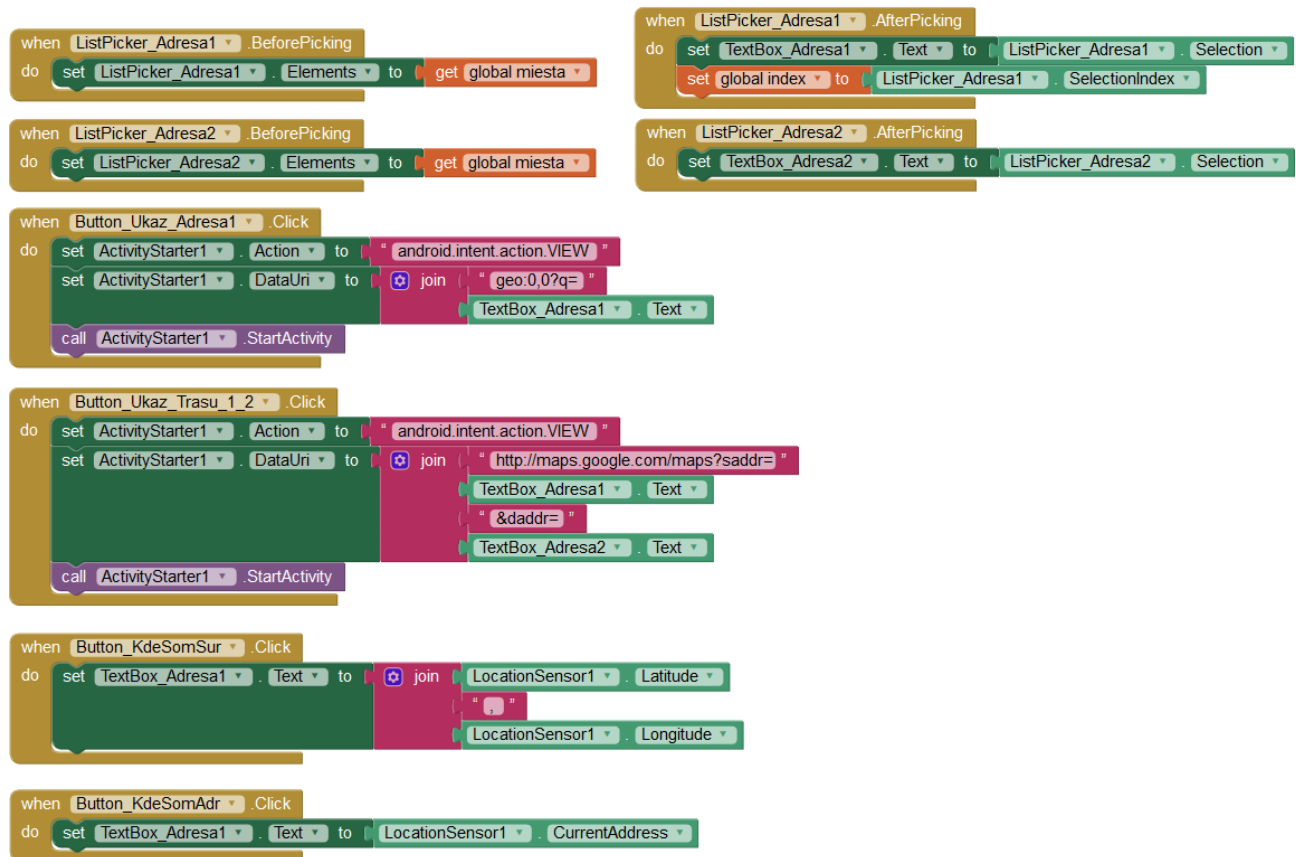 when ListPicker_Adresa1 .BeforePicking
do set ListPicker_Adresa1 . Elements to get global miesta
when ListPicker_Adresa1 .AfterPicking
do set TextBox_Adresa1 . Text to ListPicker_Adresa1 . Selection
set global index to ListPicker_Adresa1 . SelectionIndex
when ListPicker_Adresa2 .BeforePicking
do set ListPicker_Adresa2 . Elements to get global miesta
when ListPicker_Adresa2 .AfterPicking
do set TextBox_Adresa2 . Text to ListPicker_Adresa2 . Selection
when Button_Ukaz_Adresa1 .Click
do set ActivityStarter1 . Action to " android.intent.action.VIEW "
set ActivityStarter1 . DataUri to join " geo:0,0?q= "
TextBox_Adresa1 . Text
call ActivityStarter1 .StartActivity
when Button_Ukaz_Trasu_1_2 .Click
do set ActivityStarter1 . Action to " android.intent.action.VIEW "
set ActivityStarter1 . DataUri to join " http://maps.google.com/maps?saddr= "
TextBox_Adresa1 . Text
" &daddr= "
TextBox_Adresa2 . Text
call ActivityStarter1 .StartActivity
when Button_KdeSomSur .Click
do set TextBox_Adresa1 . Text to join LocationSensor1 . Latitude
" , "
LocationSensor1 . Longitude
when Button_KdeSomAdr .Click
do set TextBox_Adresa1 . Text to LocationSensor1 . CurrentAddress